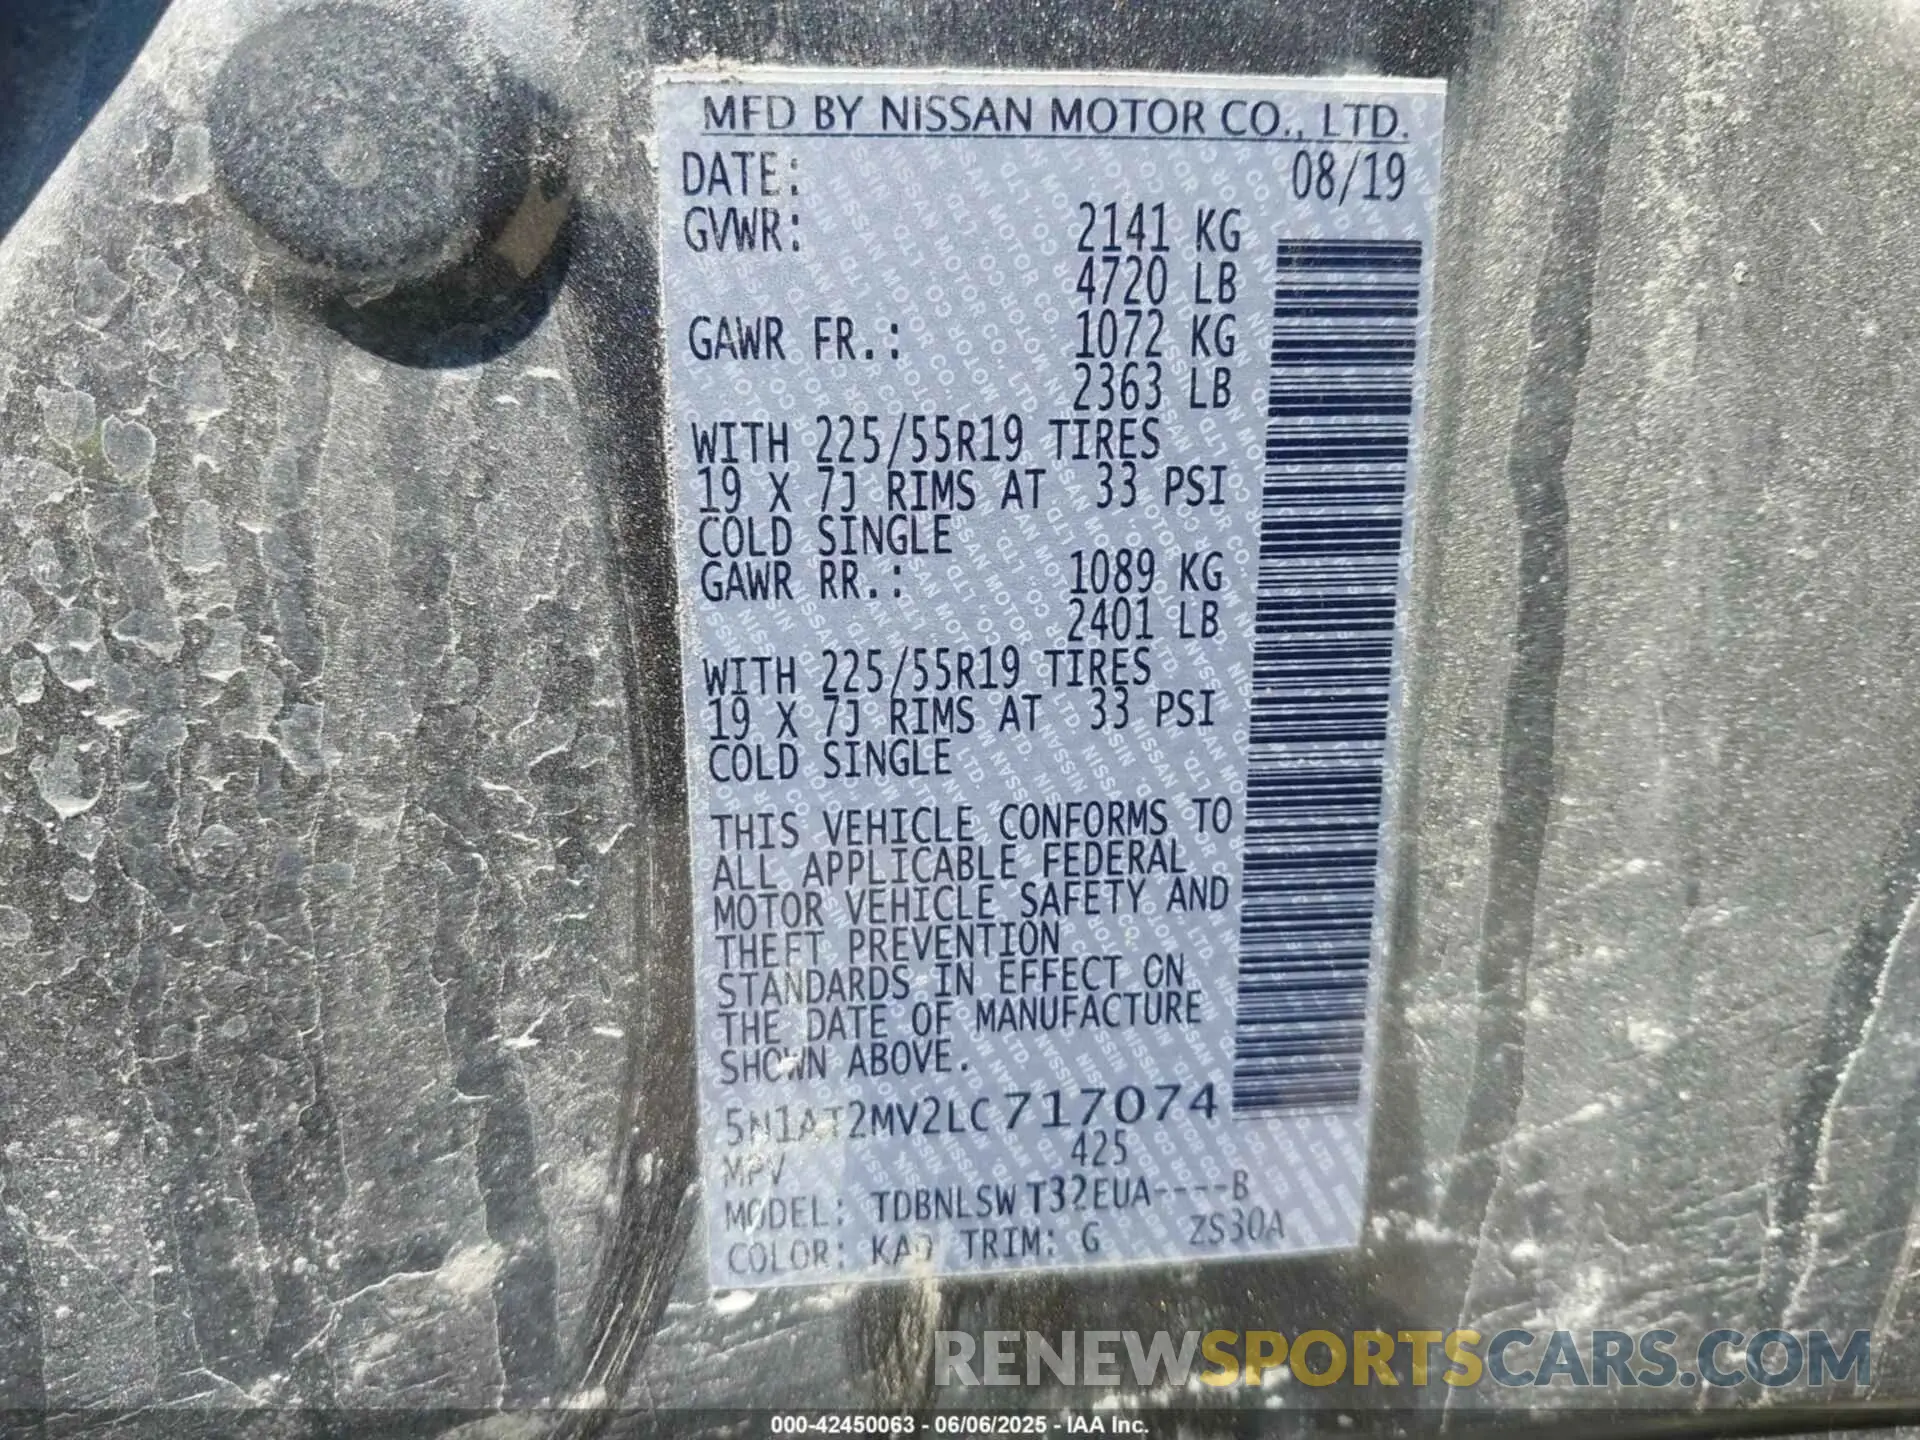 MFD BY NISSAN MOTOR CO., LTD.
DATE: 08/19
GVWR: 2141 KG
4720 LB
GAWR FR.: 1072 KG
2363 LB
WITH 225/55R19 TIRES
19 X 7J RIMS AT 33 PSI
COLD SINGLE
GAWR RR.: 1089 KG
2401 LB
WITH 225/55R19 TIRES
19 X 7J RIMS AT 33 PSI
COLD SINGLE
THIS VEHICLE CONFORMS TO
ALL APPLICABLE FEDERAL
MOTOR VEHICLE SAFETY AND
THEFT PREVENTION
STANDARDS IN EFFECT ON
THE DATE OF MANUFACTURE
SHOWN ABOVE.
5N1AT2MV2LC717074
425
MPV
MODEL: TDBNLSW T32EUA----B
COLOR: KAD TRIM: G ZS30A
RENEWSPORTSCARS.COM
000-42450063 - 06/06/2025 - IAA Inc.